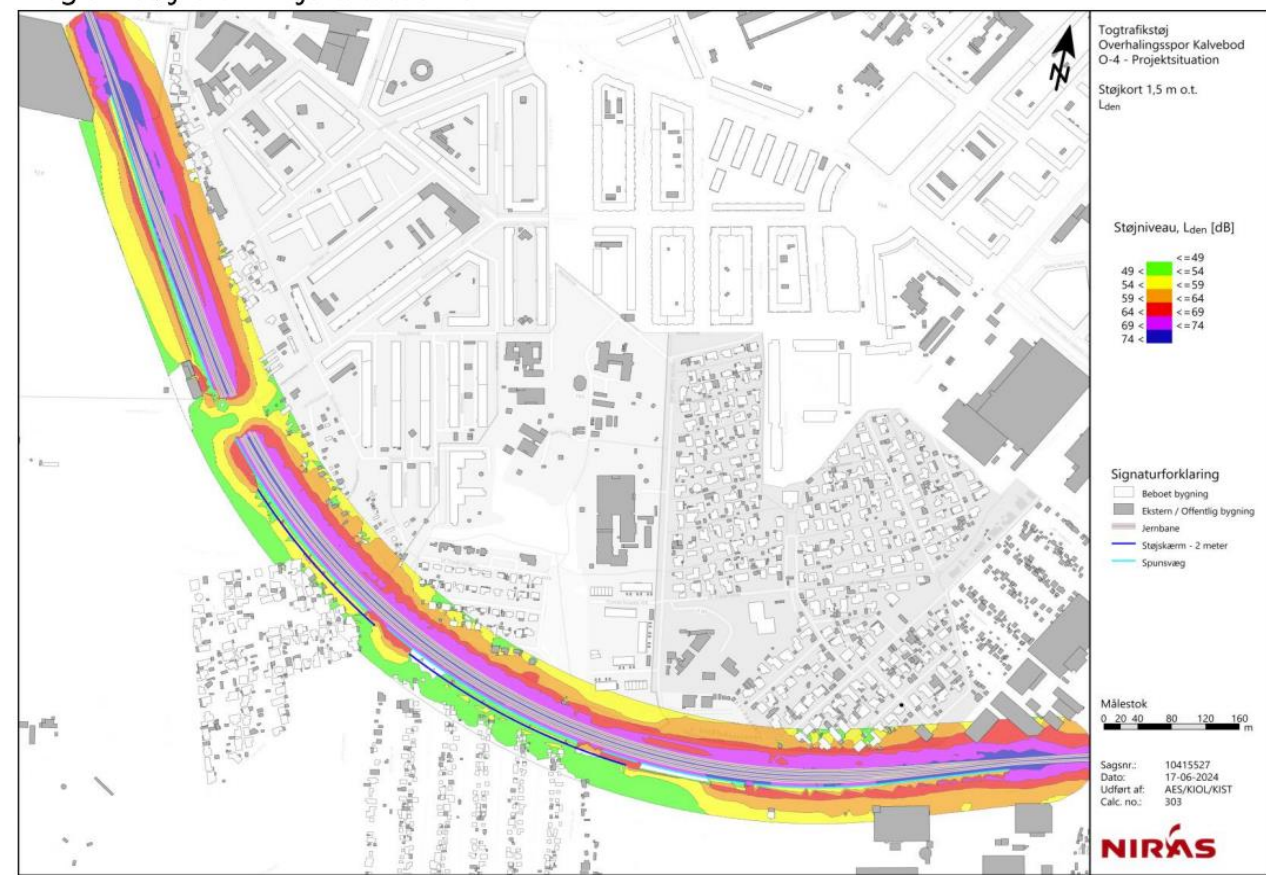 Togtrafikstøj
Overhalingsspor Kalvebod
O-4 - Projektsituation
Støjkort 1,5 m o.t.
Lden
N
Støjniveau, Lden [dB]
<=49
49 < <=54
54 < <=59
59 < <=64
64 < <=69
69 < <=74
74 <
Signaturforklaring
Beboet bygning
Ekstern / Offentlig bygning
Jernbane
Støjskærm - 2 meter
Spunsvæg
Målestok
0 20 40 80 120 160
m
Sagsnr.: 10415527
Dato: 17-06-2024
Udført af: AES/KIOL/KIST
Calc. no.: 303
NIRAS